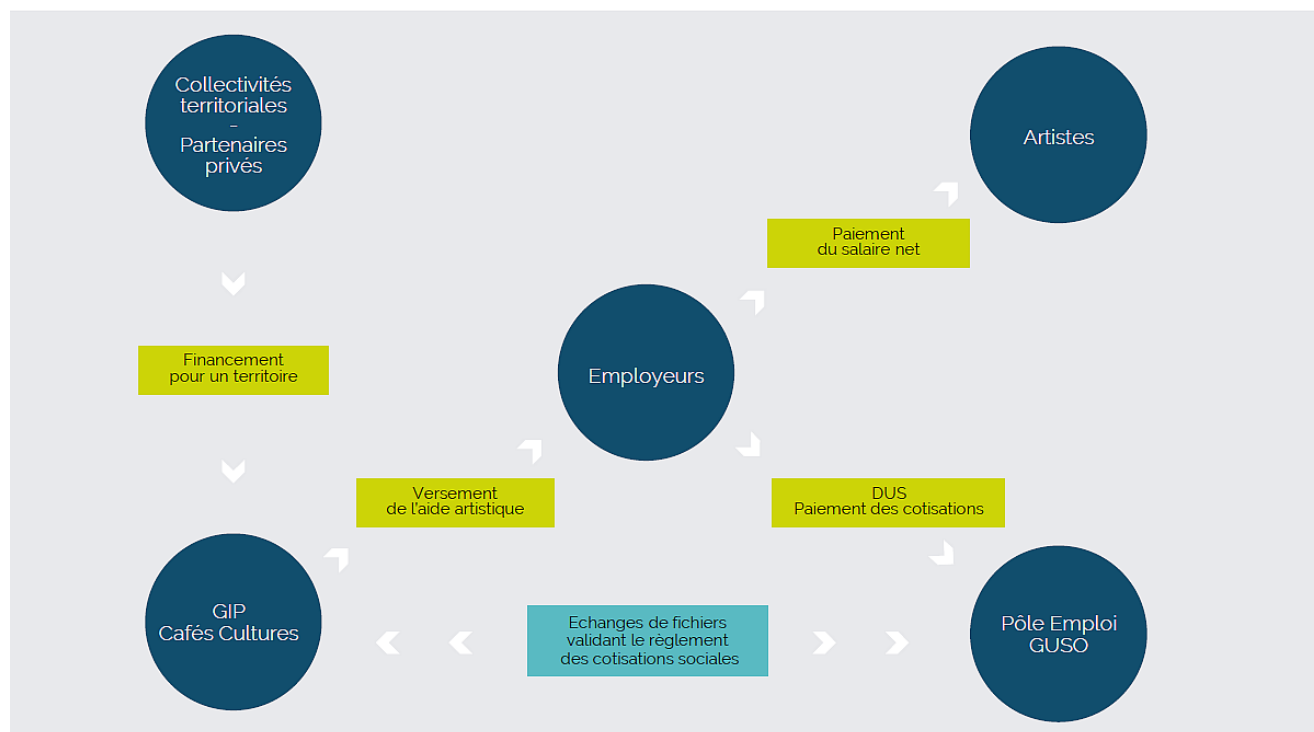 Collectivités
territoriales
–
Partenaires
privés
Artistes
Paiement
du salaire net
Financement
pour un territoire
Employeurs
Versement
de l'aide artistique
DUS
Paiement des cotisations
GIP
Cafés Cultures
Echanges de fichiers
validant le règlement
des cotisations sociales
Pôle Emploi
GUSO